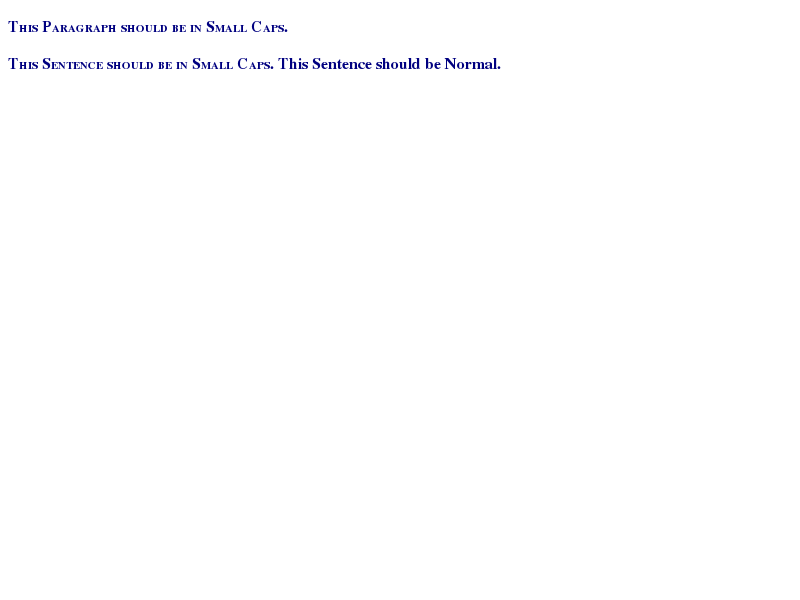 This Paragraph should be in Small Caps.
This Sentence should be in Small Caps. This Sentence should be Normal.